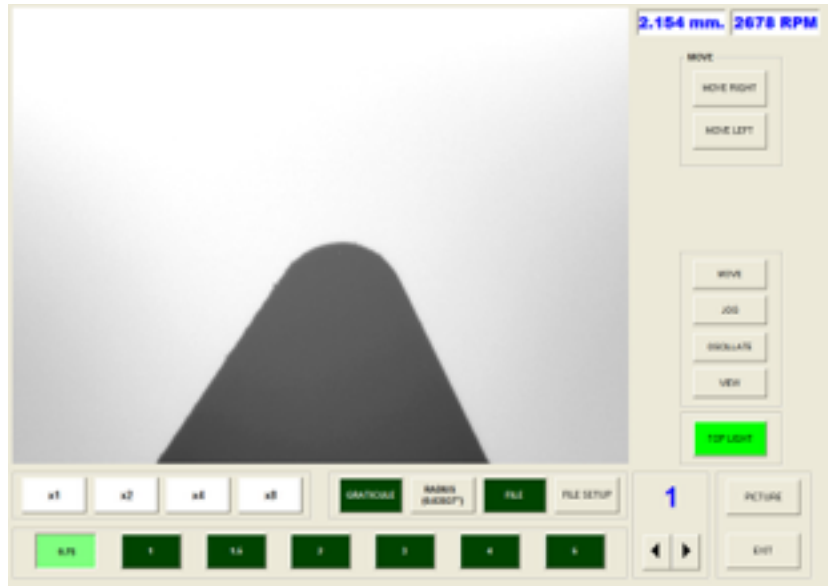 2.154 mm. 2678 RPM
MOVE
MOVE RIGHT
MOVE LEFT
MOVE
JOG
OSCILLATE
VIEW
TOP LIGHT
x1 x2 x4 x8
GRATICULE RADIUS FILE FILE SETUP
1
PICTURE
0.75 1 1.5 2 3 4 6
EXIT